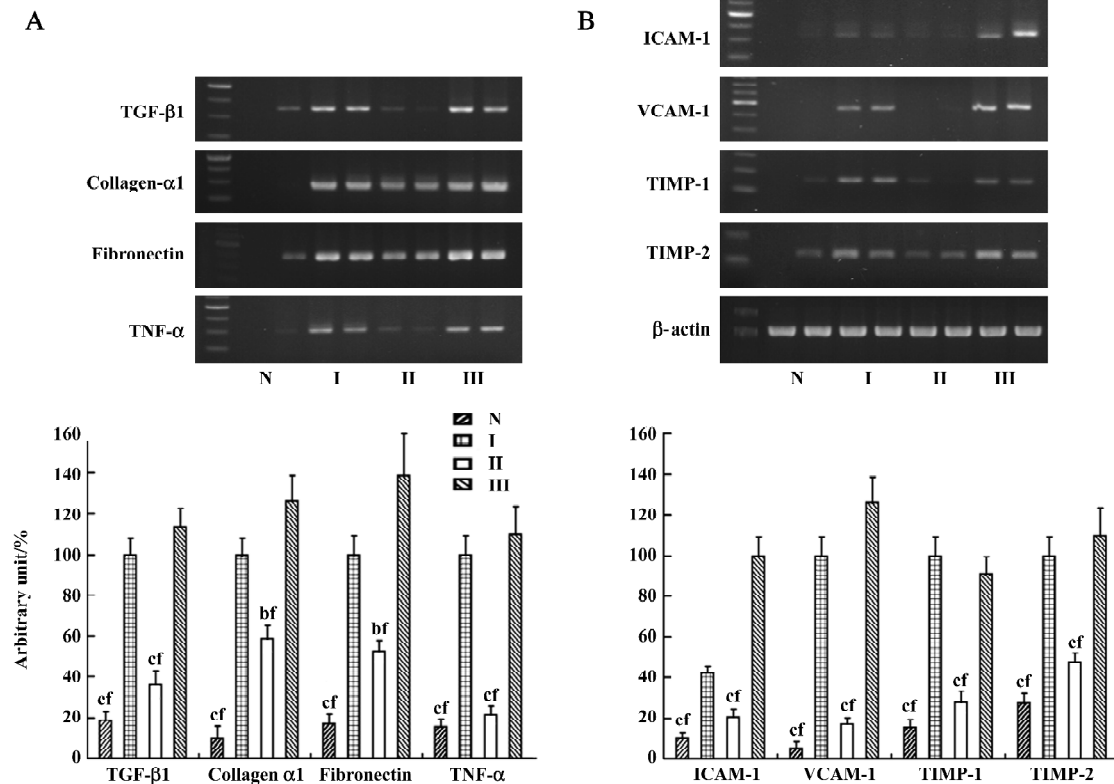 A
TGF-β1
Collagen-α1
Fibronectin
TNF-α
N I II III
B
ICAM-1
VCAM-1
TIMP-1
TIMP-2
β-actin
N I II III
N
I
II
III
Arbitrary unit/%
160
140
120
100
80
60
40
20
0
cf cf bf cf bf cf cf cf
TGF-β1 Collagen α1 Fibronectin TNF-α
160
140
120
100
80
60
40
20
0
cf cf cf cf cf cf cf cf
ICAM-1 VCAM-1 TIMP-1 TIMP-2